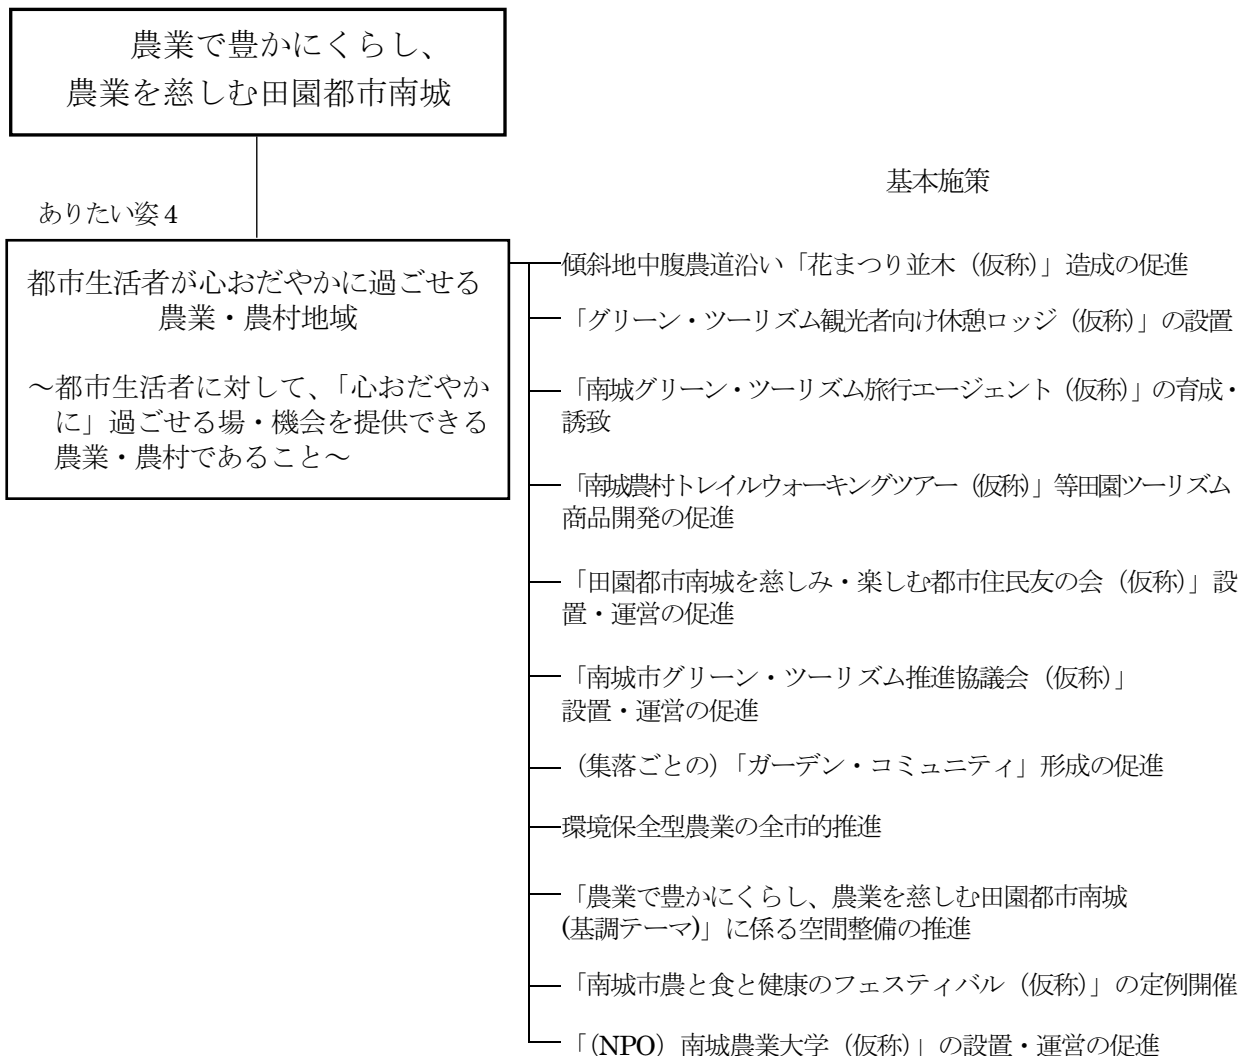 農業で豊かにくらし、
農業を慈しむ田園都市南城
ありたい姿4
都市生活者が心おだやかに過ごせる
農業・農村地域
～都市生活者に対して、「心おだやか
に」過ごせる場・機会を提供できる
農業・農村であること～
基本施策
傾斜地中腹農道沿い「花まつり並木（仮称）」造成の促進
「グリーン・ツーリズム観光者向け休憩ロッジ（仮称）」の設置
「南城グリーン・ツーリズム旅行エージェント（仮称）」の育成・
誘致
「南城農村トレイルウォーキングツアー（仮称）」等田園ツーリズム
商品開発の促進
「田園都市南城を慈しみ・楽しむ都市住民友の会（仮称）」設
置・運営の促進
「南城市グリーン・ツーリズム推進協議会（仮称）」
設置・運営の促進
（集落ごとの）「ガーデン・コミュニティ」形成の促進
環境保全型農業の全市的推進
「農業で豊かにくらし、農業を慈しむ田園都市南城
(基調テーマ)」に係る空間整備の推進
「南城市農と食と健康のフェスティバル（仮称）」の定例開催
「（NPO）南城農業大学（仮称）」の設置・運営の促進